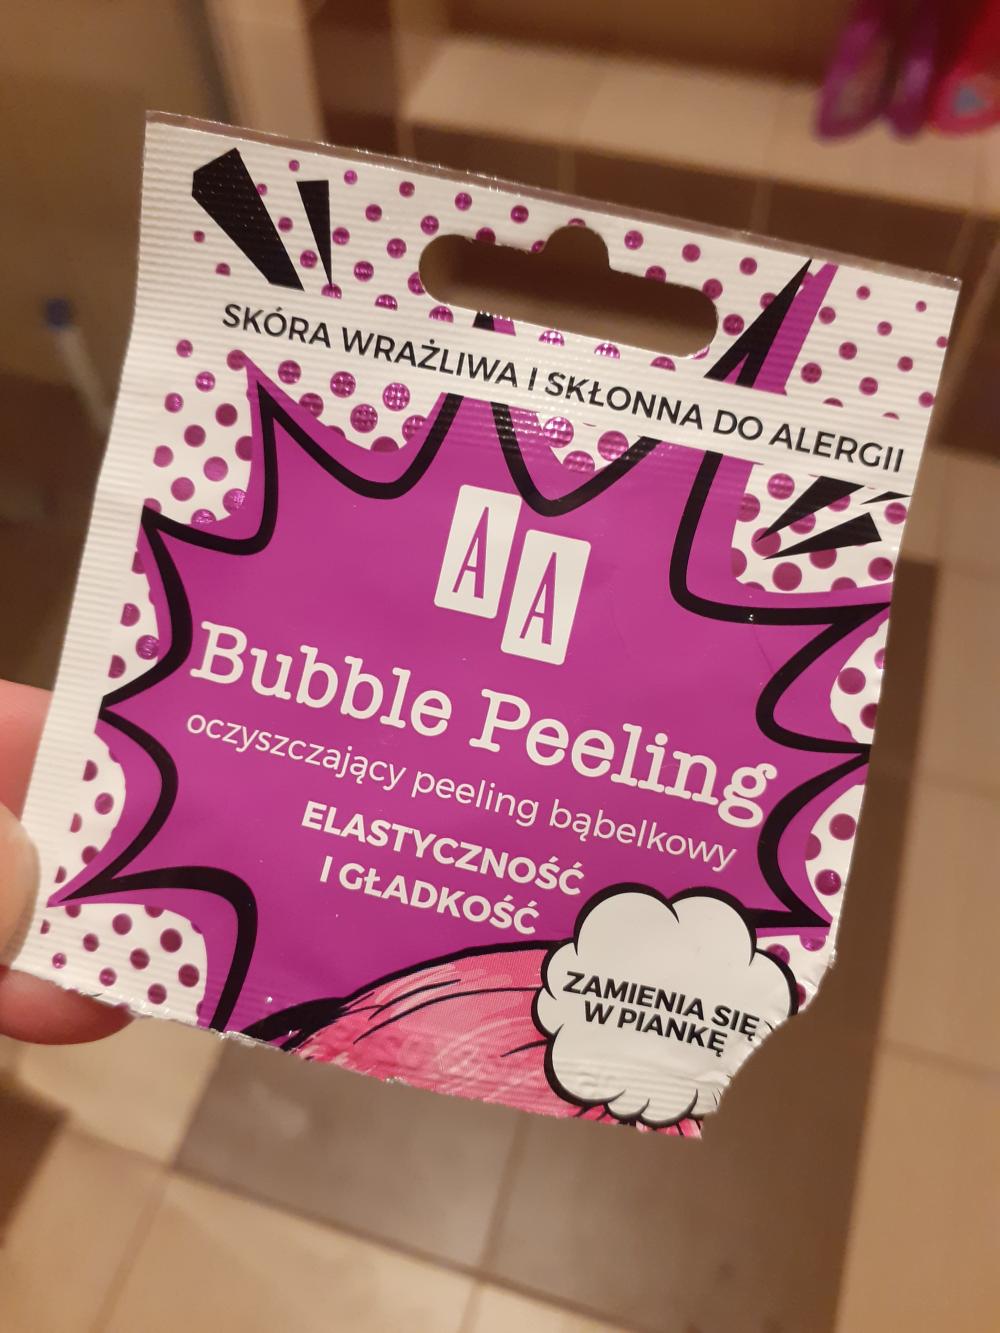 SKÓRA WRAŻLIWA I SKŁONNA DO ALERGII
AA
Bubble Peeling
oczyszczający peeling bąbelkowy
ELASTYCZNOŚĆ
I GŁADKOŚĆ
ZAMIENIA SIĘ
W PIANKĘ